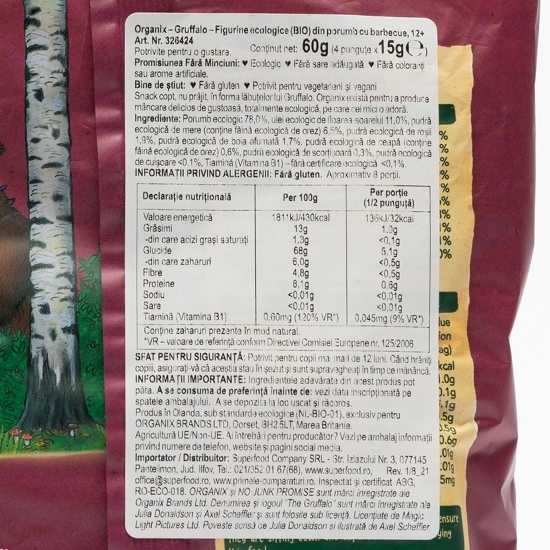 Organix – Gruffalo – Figurine ecologice (BIO) din porumb cu barbecue, 12+
Art. Nr. 326424
Potrivite pentru o gustare. Conținut net: 60g (4 pungute x 15g ℮)
Promisiunea Fără Minciuni: ♥ Ecologic ♥ Fără sare adăugită ♥ Fără coloranți
sau arome artificiale.
Bine de știut: ♥ Fără gluten ♥ Potrivit pentru vegetarieni și vegani
Snack copt, nu prăjit, în forma lăbuțelor lui Gruffalo. Organix există pentru a produce
mâncare delicios de gustoasă, totalmente ecologică, pe care cei mici o adoră.
Ingrediente: Porumb ecologic 78,0%, ulei ecologic de floarea-soarelui 11,0%, pudră
ecologică de mere (conține făină ecologică de orez) 6,5%, pudră ecologică de roșii
1,9%, pudră ecologică de boia afumată 1,7%, pudră ecologică de ceapă (conține
făină ecologică de orez) 0,6%, pudră ecologică de scorțișoară 0,3%, pudră ecologică
de cuișoare <0,1%, Tiamină (Vitamina B1) – fără certificare ecologică <0,1%.
INFORMAȚII PRIVIND ALERGENII: Fără gluten. Aproximativ 8 porții.
Declarație nutrițională Per 100g Per porție
(1/2 punguță)
Valoare energetică 1811kJ/430kcal 136kJ/32kcal
Grăsimi 13g 1,0g
-din care acizi grași saturați 1,3g <0,1g
Glucide 68g 5,1g
-din care zaharuri 6,0g <0,5g
Fibre 4,8g <0,5g
Proteine 8,1g 0,6g
Sodiu <0,01g <0,01g
Sare <0,01g <0,01g
Tiamină (Vitamina B1) 0,60mg (120% VR*) 0,045mg (9% VR*)
Conține zaharuri prezente în mod natural.
*VR – valoare de referință conform Directivei Comisiei Europene nr. 125/2006
SFAT PENTRU SIGURANȚĂ: Potrivit pentru copii mai mari de 12 luni. Când hrăniți
copiii, asigurați-vă că aceștia stau în șezut și sunt supravegheați în timp ce mănâncă.
INFORMAȚII IMPORTANTE: Ingredientele adevărate din acest produs pot
păta. A se consuma de preferință înainte de: vezi data inscripționată pe
spatele ambalajului. A se depozita la loc uscat și răcoros.
Produs în Olanda, sub standarde ecologice (NL-BIO-01), exclusiv pentru
ORGANIX BRANDS LTD, Dorset, BH2 5LT, Marea Britanie.
Agricultură UE/Non-UE. Ai întrebări pentru producător? Vezi pe ambalaj informații
privind numere de telefon, website și pagini social media.
Importator / Distribuitor: Superfood Company SRL - Str. Izlazului Nr. 3, 077145
Pantelimon, Jud. Ilfov, Tel.: 021/352 01 67(68), www.superfood.ro, Rev. 1/8_21
office@superfood.ro, www.primale-cumparaturi.ro. Inspectat și certificat ABG,
RO-ECO-018. ORGANIX și NO JUNK PROMISE sunt mărci înregistrate ale
Organix Brands Ltd. Denumirea și logoul "The Gruffalo" sunt mărci înregistrate ale
Julia Donaldson și Axel Scheffler și sunt folosite sub licență. Licențiate de Magic
Light Pictures Ltd. Poveste scrisă de Julia Donaldson și ilustrată de Axel Scheffler